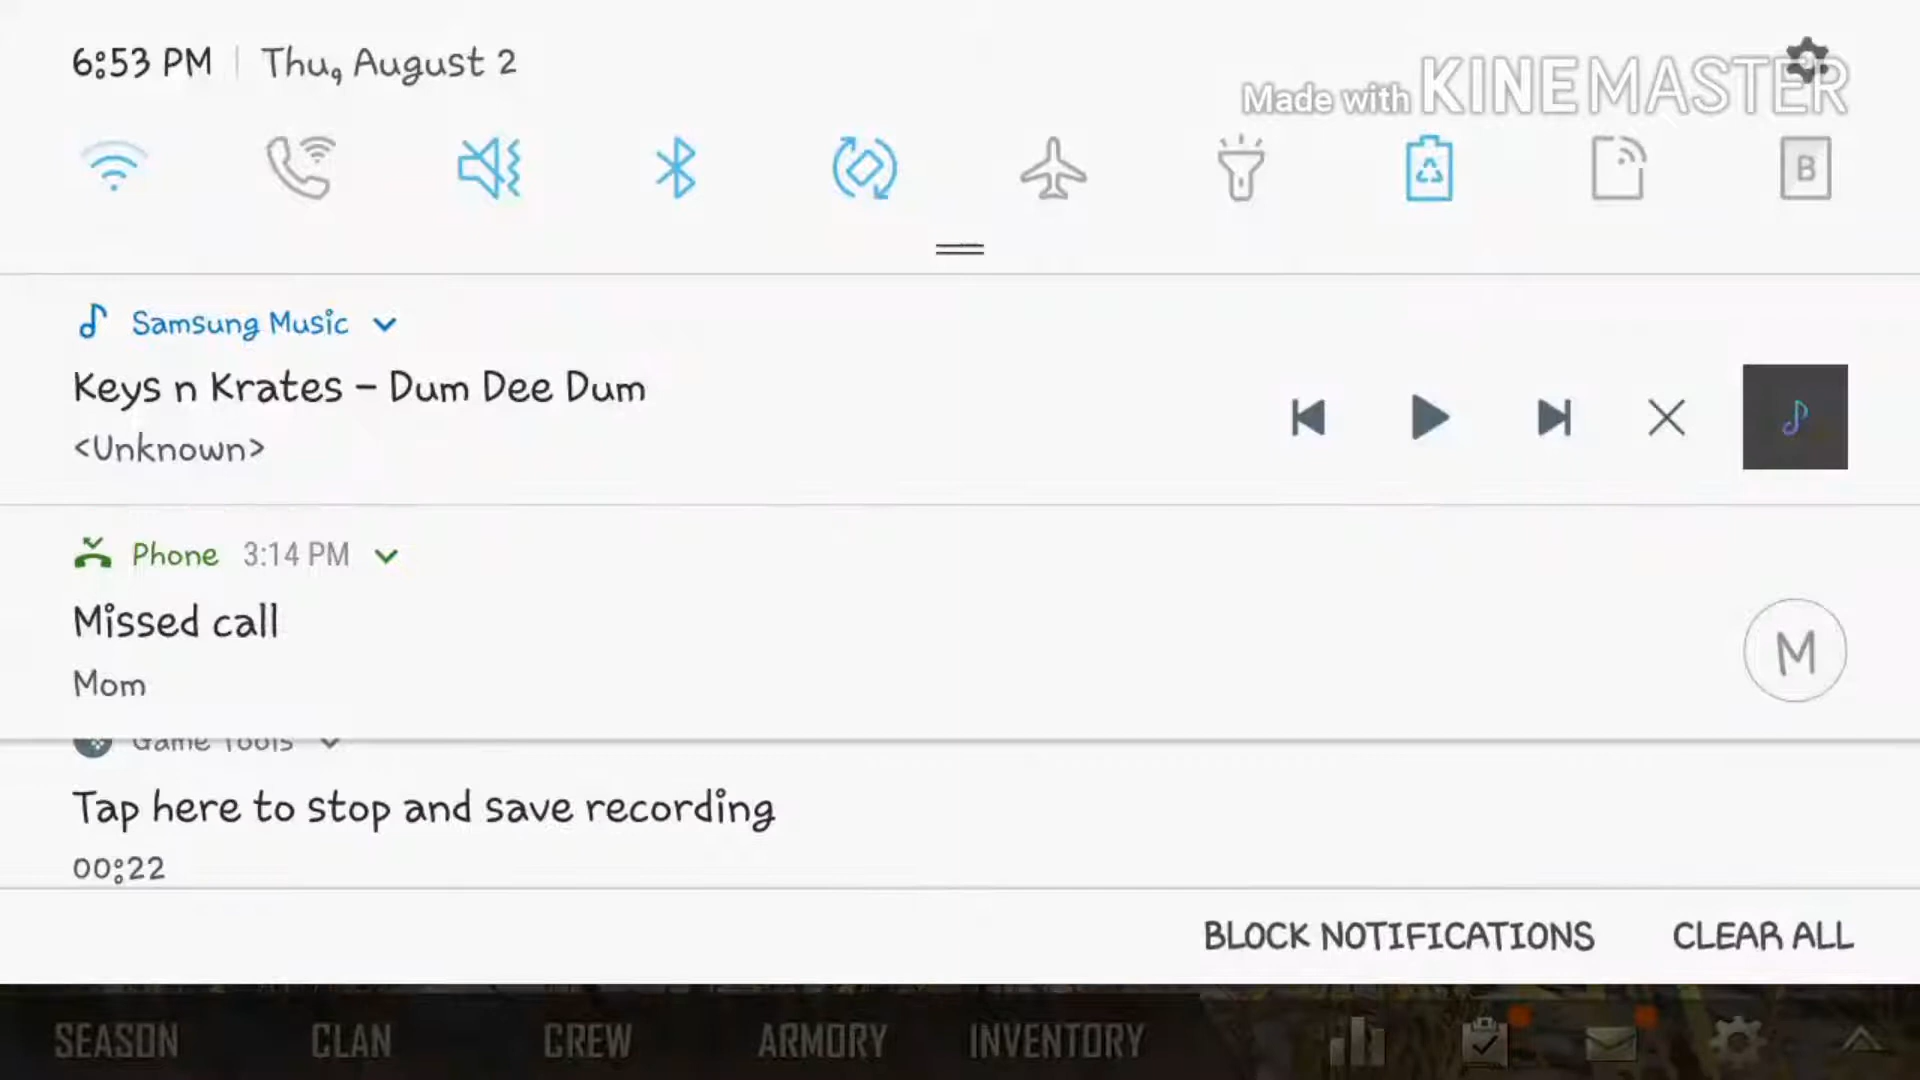 6:53 PM | Thu, August 2
Made with KINEMASTER
B
Samsung Music
Keys n Krates – Dum Dee Dum
<Unknown>
Phone 3:14 PM
Missed call
M
Mom
Game Tools
Tap here to stop and save recording
00:22
BLOCK NOTIFICATIONS CLEAR ALL
SEASON CLAN CREW ARMORY INVENTORY